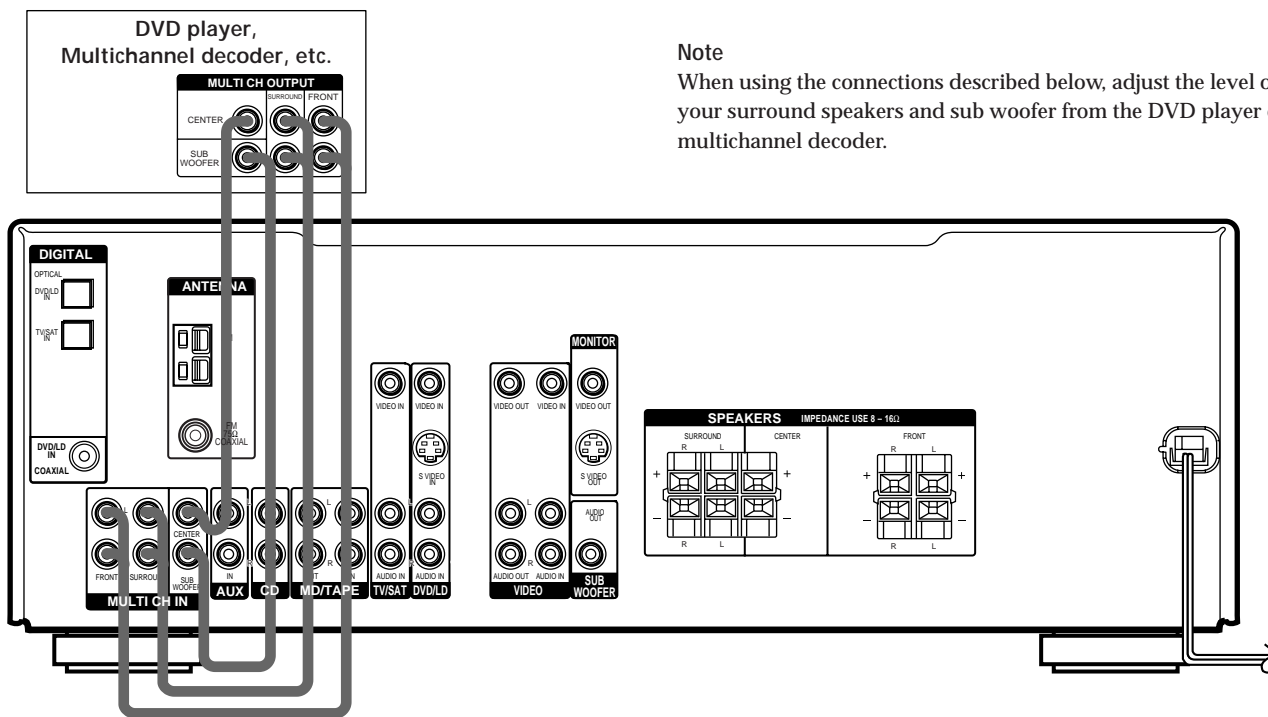 DVD player,
Multichannel decoder, etc.
MULTI CH OUTPUT
SURROUND FRONT
CENTER
SUB
WOOFER
Note
When using the connections described below, adjust the level
your surround speakers and sub woofer from the DVD player
multichannel decoder.
DIGITAL
OPTICAL
DVD/LD
IN
TV/SAT
IN
DVD/LD
IN
COAXIAL
ANTENNA
FM
75Ω
COAXIAL
MONITOR
VIDEO IN VIDEO IN VIDEO OUT VIDEO IN VIDEO OUT
S VIDEO
IN
S VIDEO
OUT
L L L
CENTER
AUDIO
OUT
R R R
FRONT SUB
WOOFER
IN
AUDIO IN AUDIO IN AUDIO OUT AUDIO IN
MULTI CH IN AUX CD MD/TAPE TV/SAT DVD/LD VIDEO SUB
WOOFER
SPEAKERS IMPEDANCE USE 8 – 16Ω
SURROUND CENTER FRONT
R L R L
+ + + +
– – – –
R L R L